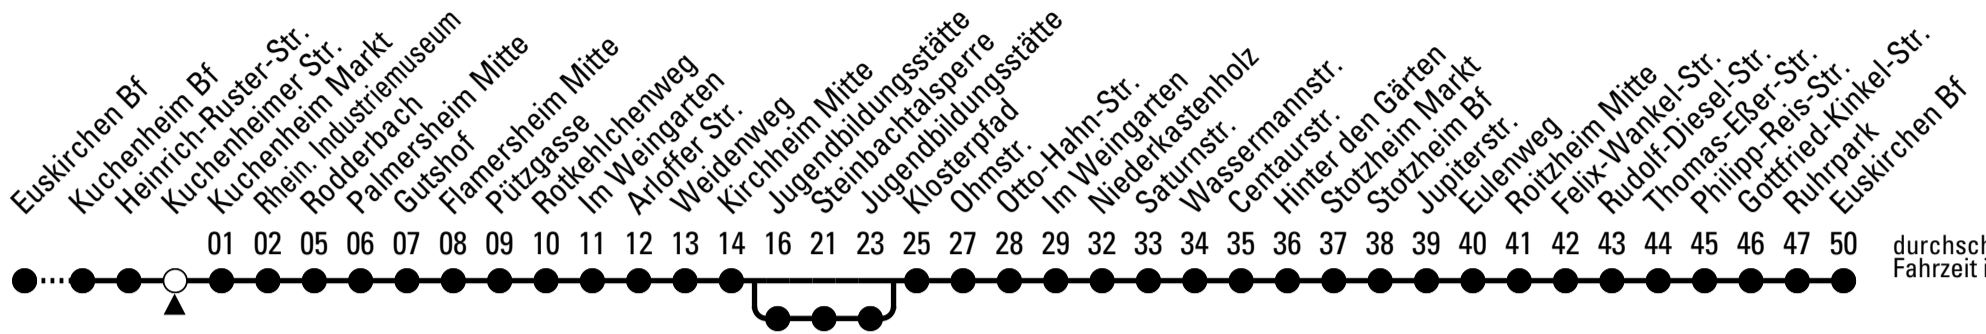 Euskirchen Bf
Kuchenheim Bf
Heinrich-Ruster-Str.
Kuchenheimer Str.
Kuchenheim Markt
Rhein. Industriemuseum
Rodderbach
Palmersheim Mitte
Gutshof
Flamersheim Mitte
Pützgasse
Rotkehlchenweg
Im Weingarten
Arloffer Str.
Weidenweg
Kirchheim Mitte
Jugendbildungsstätte
Steinbachtalsperre
Jugendbildungsstätte
Klosterpfad
Ohmstr.
Otto-Hahn-Str.
Im Weingarten
Niederkastenholz
Saturnstr.
Wassermannstr.
Centaurstr.
Hinter den Gärten
Stotzheim Markt
Stotzheim Bf
Jupiterstr.
Eulenweg
Roitzheim Mitte
Felix-Wankel-Str.
Rudolf-Diesel-Str.
Thomas-Eßer-Str.
Philipp-Reis-Str.
Gottfried-Kinkel-Str.
Ruhrpark
Euskirchen Bf
01 02 05 06 07 08 09 10 11 12 13 14 16 21 23 25 27 28 29 32 33 34 35 36 37 38 39 40 41 42 43 44 45 46 47 50
durchsch
Fahrzeit i